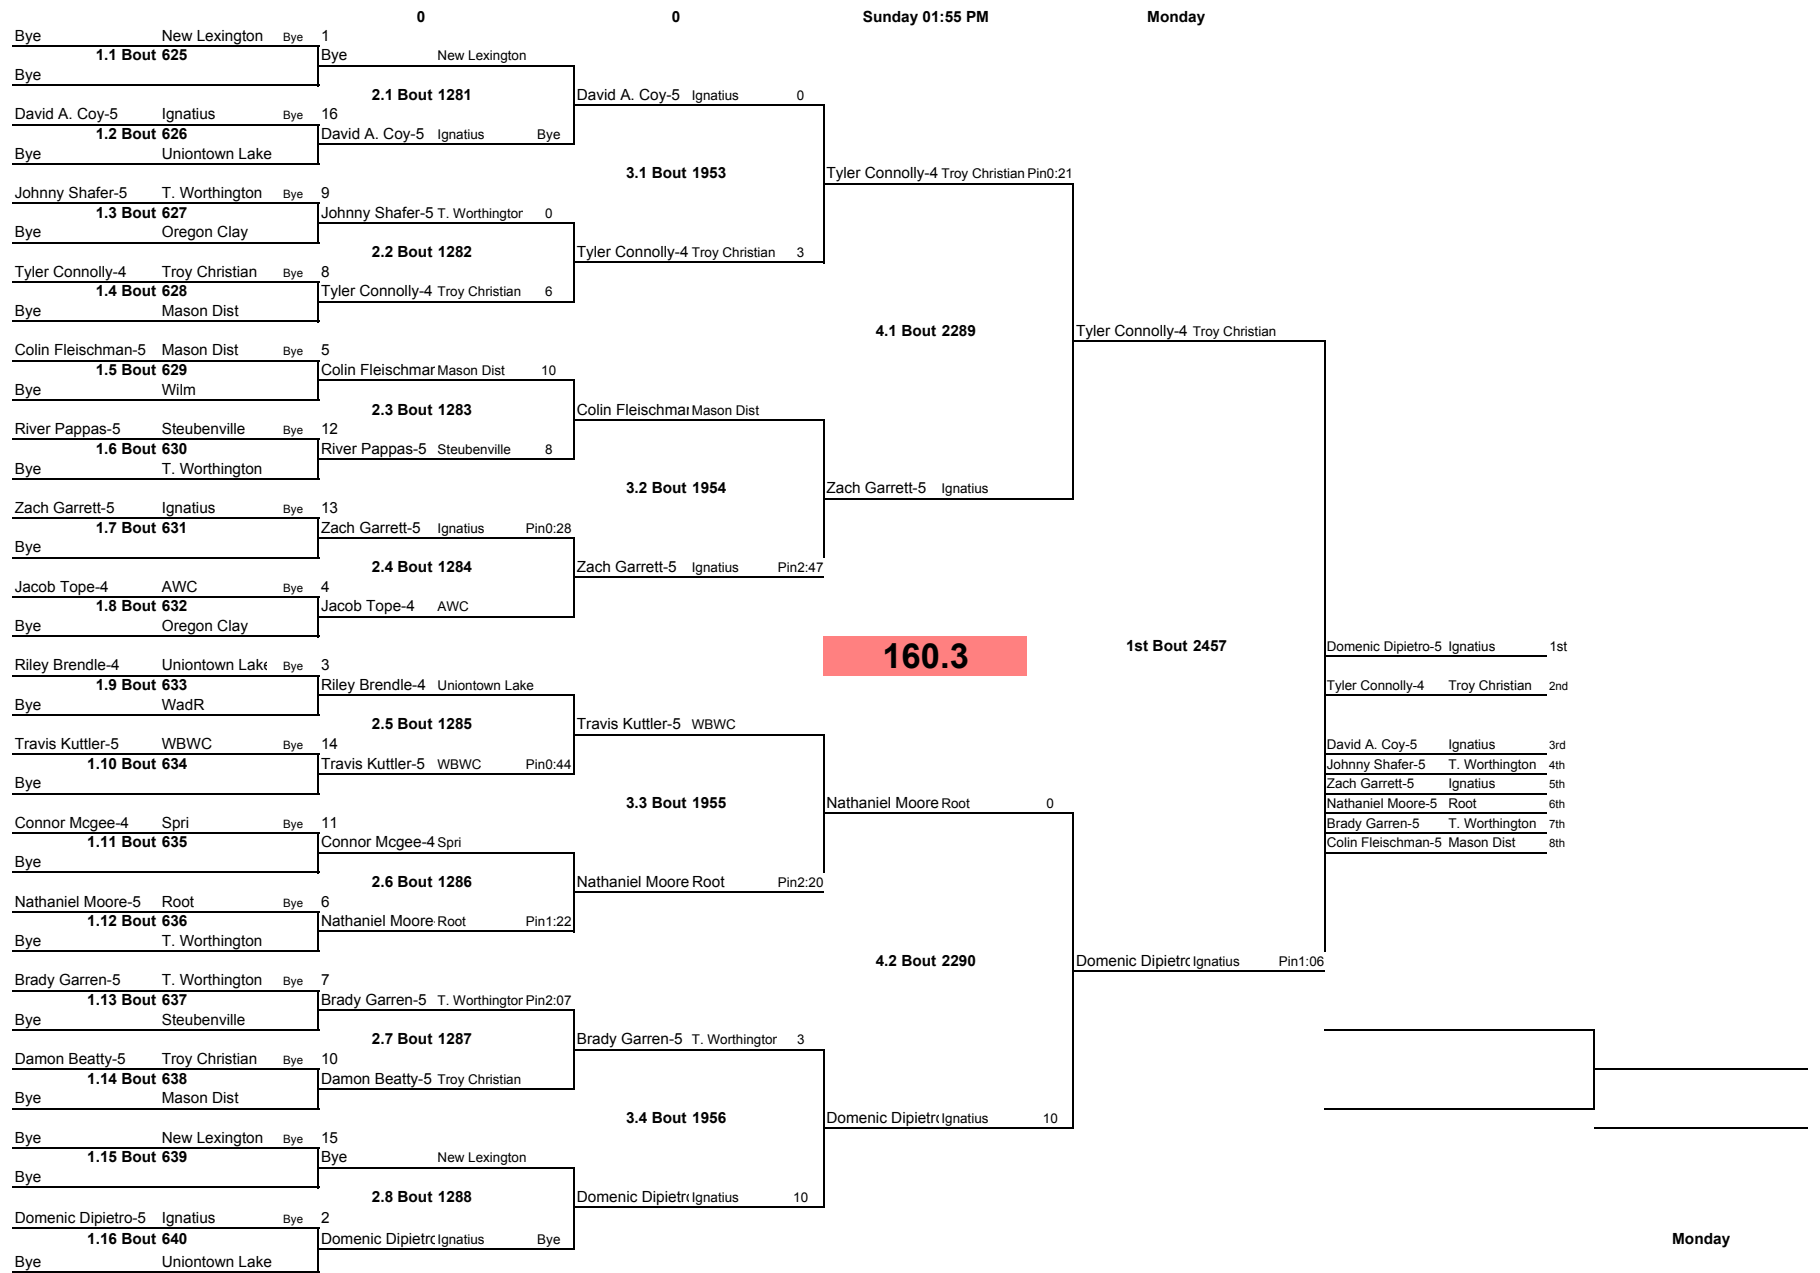 0 0 Sunday 01:55 PM Monday
Bye New Lexington Bye 1
1.1 Bout 625 Bye New Lexington
Bye
2.1 Bout 1281 David A. Coy-5 Ignatius 0
David A. Coy-5 Ignatius Bye 16
1.2 Bout 626 David A. Coy-5 Ignatius Bye
Bye Uniontown Lake
3.1 Bout 1953 Tyler Connolly-4 Troy Christian Pin0:21
Johnny Shafer-5 T. Worthington Bye 9
1.3 Bout 627 Johnny Shafer-5 T. Worthington 0
Bye Oregon Clay
2.2 Bout 1282 Tyler Connolly-4 Troy Christian 3
Tyler Connolly-4 Troy Christian Bye 8
1.4 Bout 628 Tyler Connolly-4 Troy Christian 6
Bye Mason Dist
4.1 Bout 2289 Tyler Connolly-4 Troy Christian
Colin Fleischman-5 Mason Dist Bye 5
1.5 Bout 629 Colin Fleischmar Mason Dist 10
Bye Wilm
2.3 Bout 1283 Colin Fleischmar Mason Dist
River Pappas-5 Steubenville Bye 12
1.6 Bout 630 River Pappas-5 Steubenville 8
Bye T. Worthington
3.2 Bout 1954 Zach Garrett-5 Ignatius
Zach Garrett-5 Ignatius Bye 13
1.7 Bout 631 Zach Garrett-5 Ignatius Pin0:28
Bye
2.4 Bout 1284 Zach Garrett-5 Ignatius Pin2:47
Jacob Tope-4 AWC Bye 4
1.8 Bout 632 Jacob Tope-4 AWC
Bye Oregon Clay
160.3
1st Bout 2457 Domenic Dipietro-5 Ignatius 1st
Riley Brendle-4 Uniontown Lake Bye 3
1.9 Bout 633 Riley Brendle-4 Uniontown Lake
Tyler Connolly-4 Troy Christian 2nd
Bye WadR
2.5 Bout 1285 Travis Kuttler-5 WBWC
Travis Kuttler-5 WBWC Bye 14
David A. Coy-5 Ignatius 3rd
1.10 Bout 634 Travis Kuttler-5 WBWC Pin0:44
Johnny Shafer-5 T. Worthington 4th
Bye
Zach Garrett-5 Ignatius 5th
3.3 Bout 1955 Nathaniel Moore Root 0
Nathaniel Moore-5 Root 6th
Connor Mcgee-4 Spri Bye 11
Brady Garren-5 T. Worthington 7th
1.11 Bout 635 Connor Mcgee-4 Spri
Colin Fleischman-5 Mason Dist 8th
Bye
2.6 Bout 1286 Nathaniel Moore Root Pin2:20
Nathaniel Moore-5 Root Bye 6
1.12 Bout 636 Nathaniel Moore- Root Pin1:22
Bye T. Worthington
4.2 Bout 2290 Domenic Dipietro Ignatius Pin1:06
Brady Garren-5 T. Worthington Bye 7
1.13 Bout 637 Brady Garren-5 T. Worthington Pin2:07
Bye Steubenville
2.7 Bout 1287 Brady Garren-5 T. Worthington 3
Damon Beatty-5 Troy Christian Bye 10
1.14 Bout 638 Damon Beatty-5 Troy Christian
Bye Mason Dist
3.4 Bout 1956 Domenic Dipietro Ignatius 10
Bye New Lexington Bye 15
1.15 Bout 639 Bye New Lexington
Bye
2.8 Bout 1288 Domenic Dipietro Ignatius 10
Domenic Dipietro-5 Ignatius Bye 2
1.16 Bout 640 Domenic Dipietro Ignatius Bye
Monday
Bye Uniontown Lake